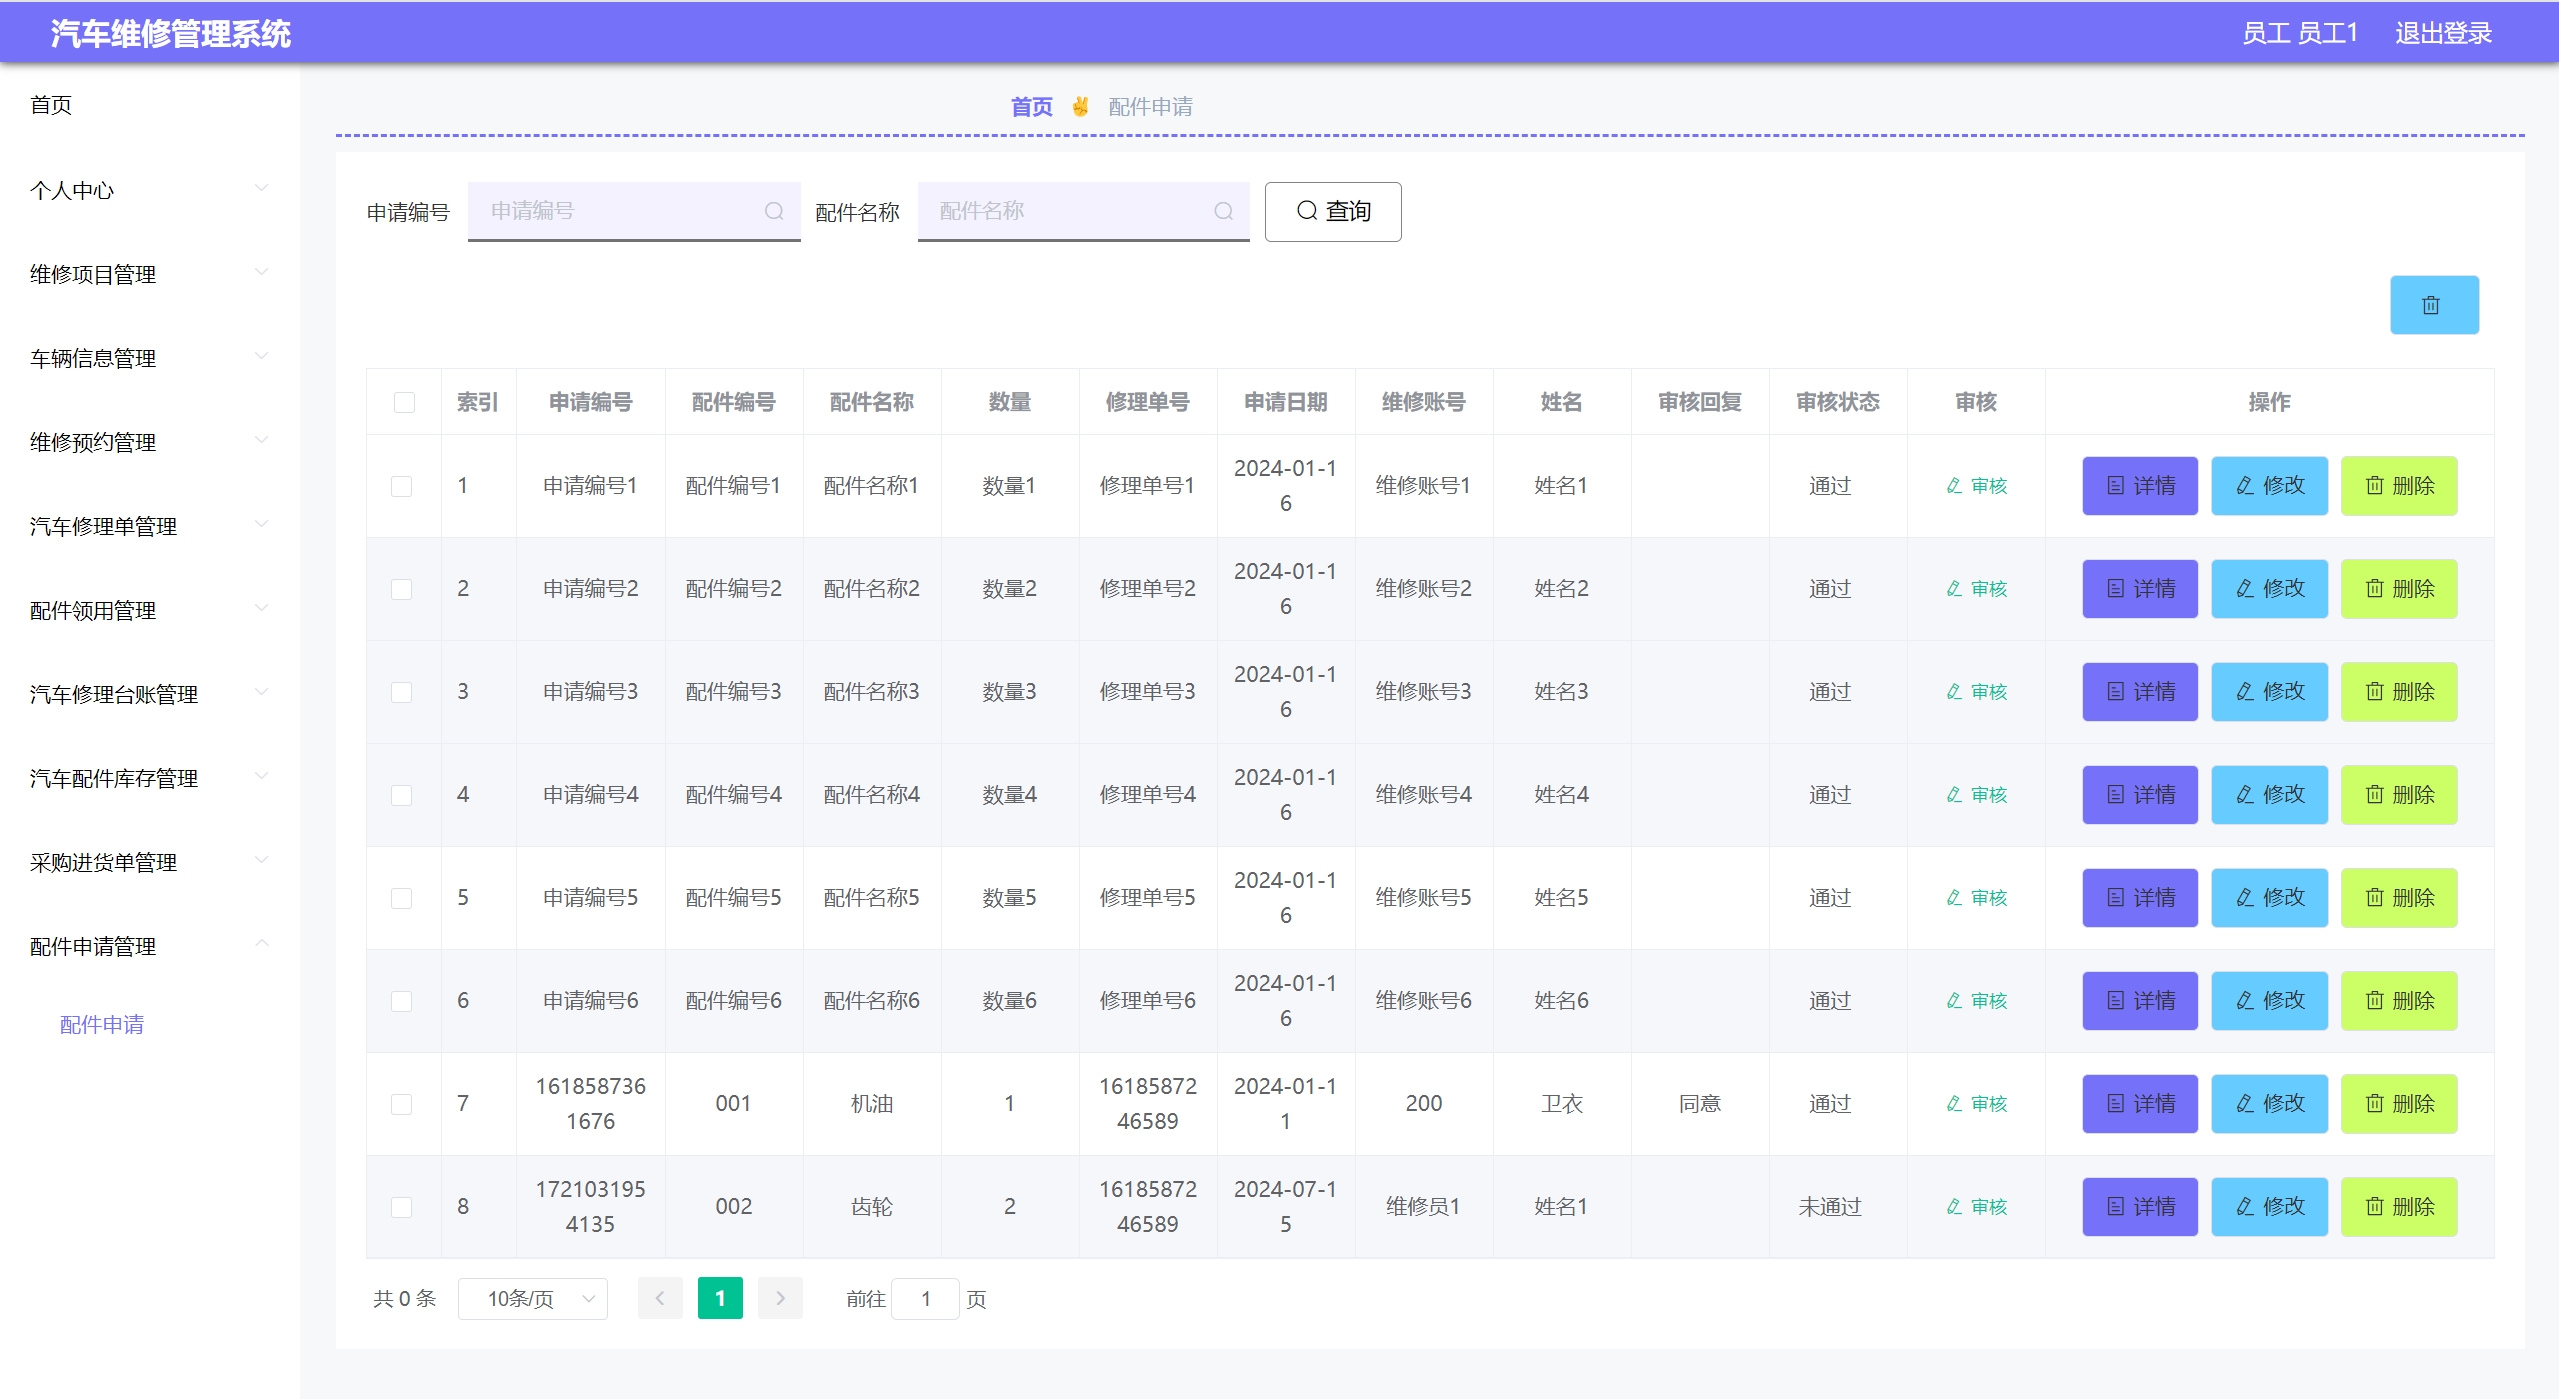 汽车维修管理系统
员工 员工1 退出登录
首页
个人中心
维修项目管理
车辆信息管理
维修预约管理
汽车修理单管理
配件领用管理
汽车修理台账管理
汽车配件库存管理
采购进货单管理
配件申请管理
配件申请
首页 ✌ 配件申请
申请编号 申请编号 配件名称 配件名称 查询
索引 申请编号 配件编号 配件名称 数量 修理单号 申请日期 维修账号 姓名 审核回复 审核状态 审核 操作
1 申请编号1 配件编号1 配件名称1 数量1 修理单号1 2024-01-16 维修账号1 姓名1 通过 审核 详情 修改 删除
2 申请编号2 配件编号2 配件名称2 数量2 修理单号2 2024-01-16 维修账号2 姓名2 通过 审核 详情 修改 删除
3 申请编号3 配件编号3 配件名称3 数量3 修理单号3 2024-01-16 维修账号3 姓名3 通过 审核 详情 修改 删除
4 申请编号4 配件编号4 配件名称4 数量4 修理单号4 2024-01-16 维修账号4 姓名4 通过 审核 详情 修改 删除
5 申请编号5 配件编号5 配件名称5 数量5 修理单号5 2024-01-16 维修账号5 姓名5 通过 审核 详情 修改 删除
6 申请编号6 配件编号6 配件名称6 数量6 修理单号6 2024-01-16 维修账号6 姓名6 通过 审核 详情 修改 删除
7 1618587361676 001 机油 1 1618587246589 2024-01-11 200 卫衣 同意 通过 审核 详情 修改 删除
8 1721031954135 002 齿轮 2 1618587246589 2024-07-15 维修员1 姓名1 未通过 审核 详情 修改 删除
共 0 条 10条/页 1 前往 1 页